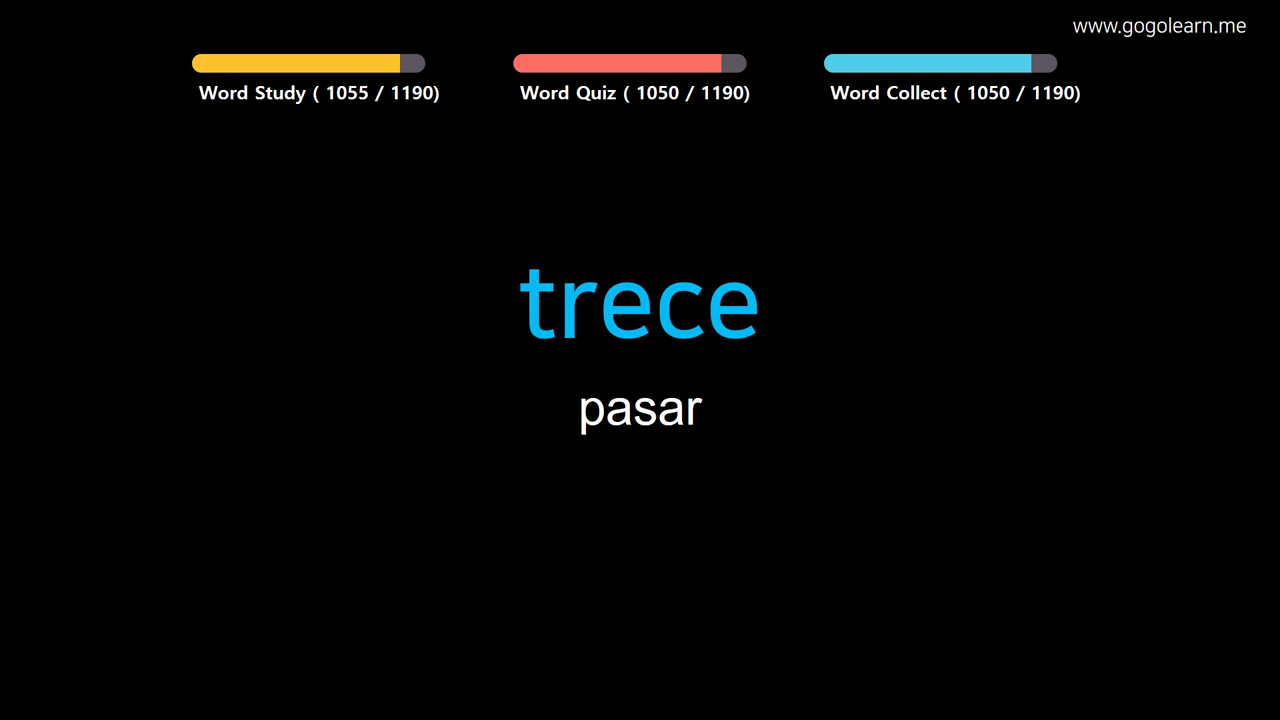 www.gogolearn.me
Word Study ( 1055 / 1190)
Word Quiz ( 1050 / 1190)
Word Collect ( 1050 / 1190)
trece
pasar